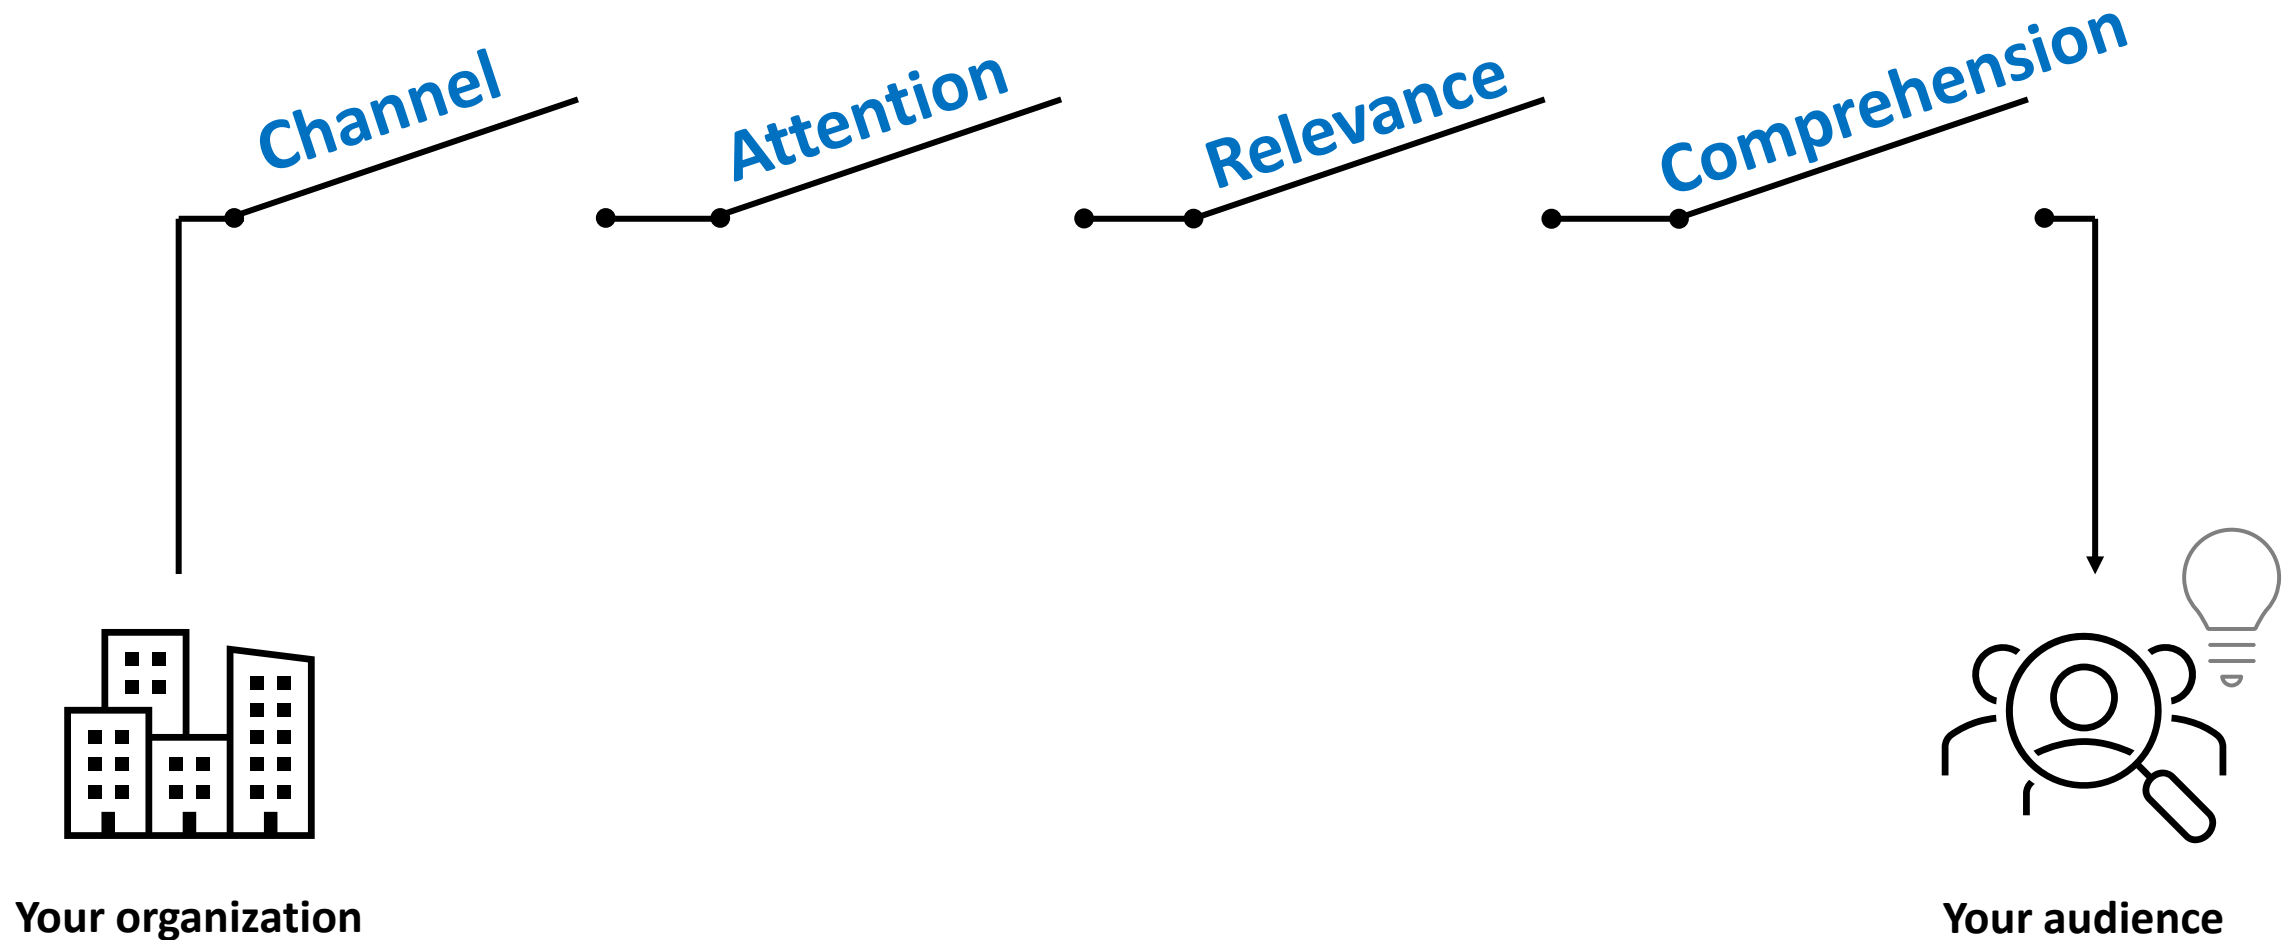 Channel
Attention
Relevance
Comprehension
Your organization
Your audience